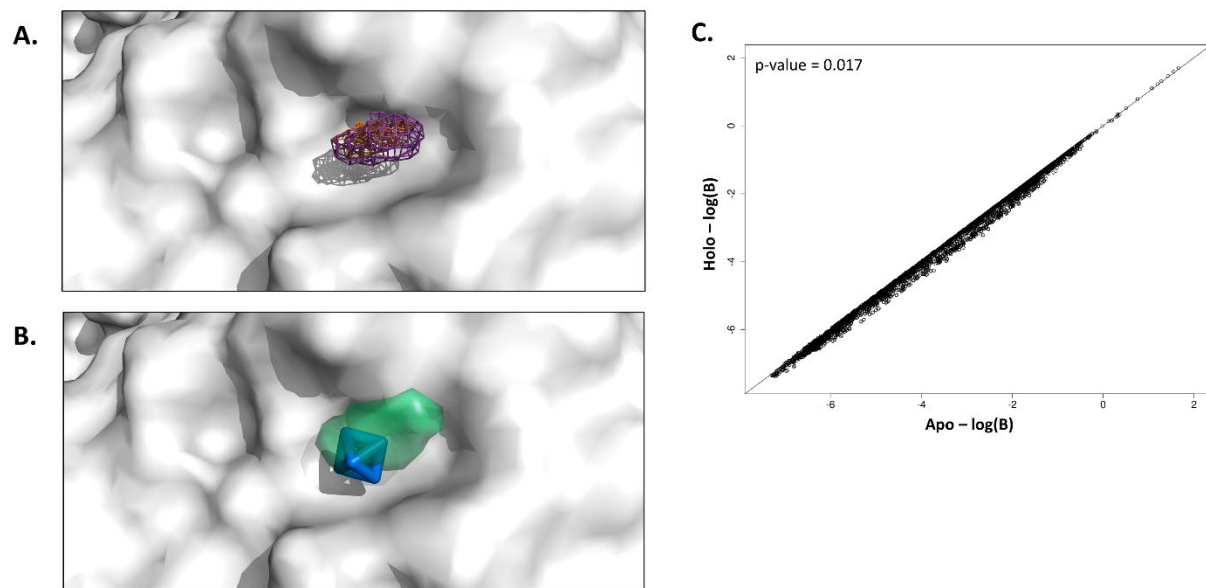 A.
B.
C.
p-value = 0.017
2
0
-2
-4
-6
Holo – log(B)
-6
-4
-2
0
2
Apo – log(B)